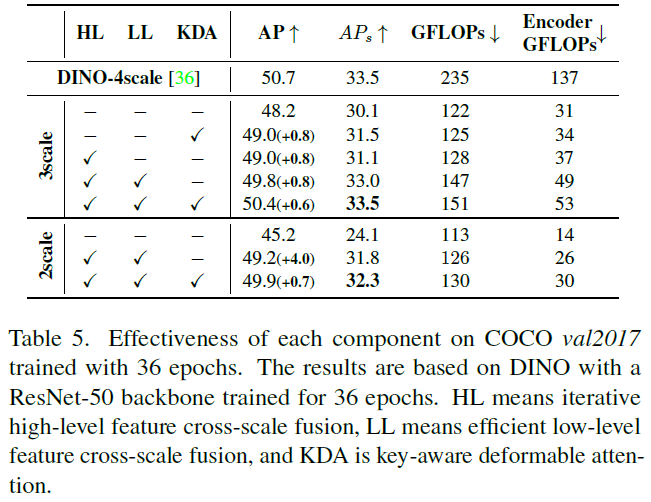 HL LL KDA AP ↑ APₛ ↑ GFLOPs ↓ Encoder GFLOPs ↓
DINO-4scale [36] 50.7 33.5 235 137
3scale
– – – 48.2 30.1 122 31
– – ✓ 49.0(+0.8) 31.5 125 34
✓ – – 49.0(+0.8) 31.1 128 37
✓ ✓ – 49.8(+0.8) 33.0 147 49
✓ ✓ ✓ 50.4(+0.6) 33.5 151 53
2scale
– – – 45.2 24.1 113 14
✓ ✓ – 49.2(+4.0) 31.8 126 26
✓ ✓ ✓ 49.9(+0.7) 32.3 130 30
Table 5. Effectiveness of each component on COCO val2017
trained with 36 epochs. The results are based on DINO with a
ResNet-50 backbone trained for 36 epochs. HL means iterative
high-level feature cross-scale fusion, LL means efficient low-level
feature cross-scale fusion, and KDA is key-aware deformable atten-
tion.